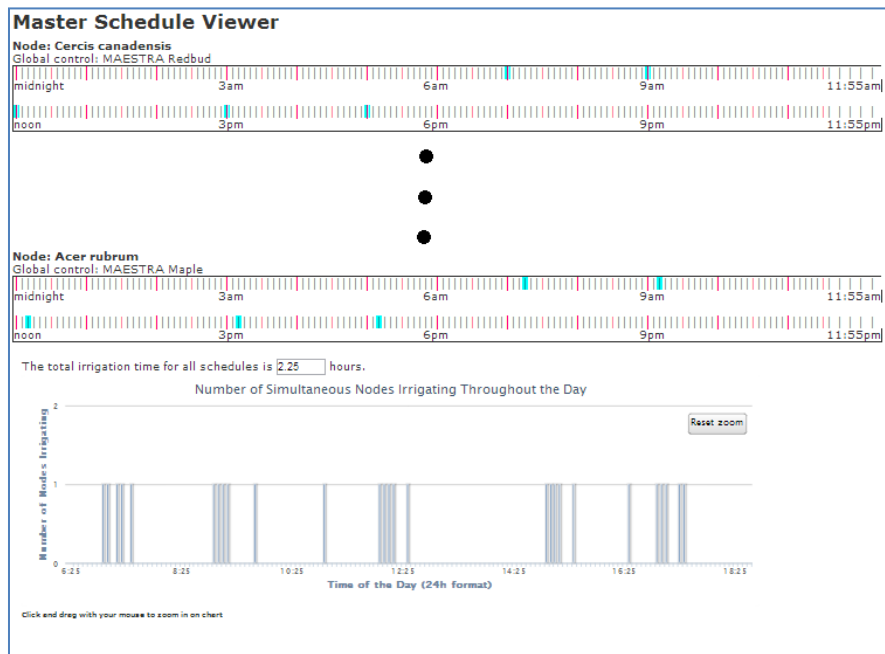 Master Schedule Viewer
Node: Cercis canadensis
Global control: MAESTRA Redbud
midnight 3am 6am 9am 11:55am
noon 3pm 6pm 9pm 11:55pm
Node: Acer rubrum
Global control: MAESTRA Maple
midnight 3am 6am 9am 11:55am
noon 3pm 6pm 9pm 11:55pm
The total irrigation time for all schedules is 2.25 hours.
Number of Simultaneous Nodes Irrigating Throughout the Day
Number of Nodes Irrigating
2
Reset zoom
1
0
6:25 8:25 10:25 12:25 14:25 16:25 18:25
Time of the Day (24h format)
Click end drag with your mouse to zoom in on chart